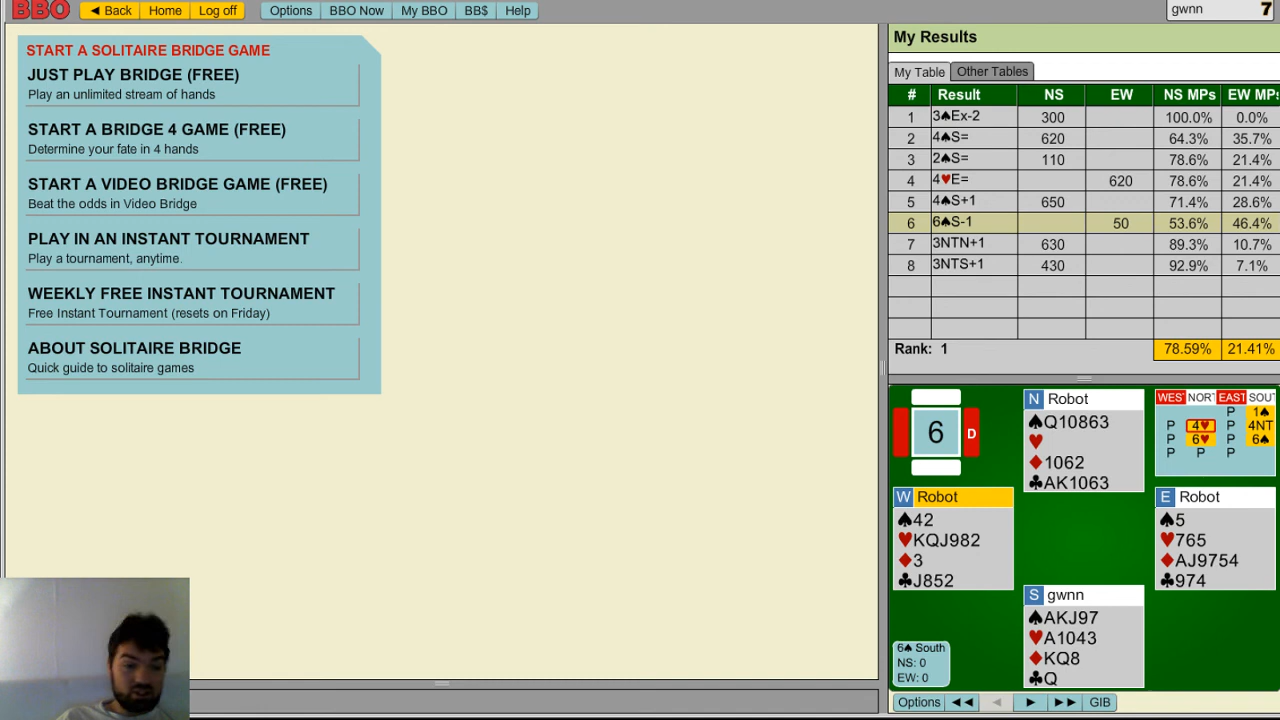 BBO ◄ Back Home Log off Options BBO Now My BBO BB$ Help gwnn 7
START A SOLITAIRE BRIDGE GAME
JUST PLAY BRIDGE (FREE)
Play an unlimited stream of hands
START A BRIDGE 4 GAME (FREE)
Determine your fate in 4 hands
START A VIDEO BRIDGE GAME (FREE)
Beat the odds in Video Bridge
PLAY IN AN INSTANT TOURNAMENT
Play a tournament, anytime.
WEEKLY FREE INSTANT TOURNAMENT
Free Instant Tournament (resets on Friday)
ABOUT SOLITAIRE BRIDGE
Quick guide to solitaire games
My Results
My Table Other Tables
# Result NS EW NS MPs EW MPs
1 3♠Ex-2 300 100.0% 0.0%
2 4♠S= 620 64.3% 35.7%
3 2♠S= 110 78.6% 21.4%
4 4♥E= 620 78.6% 21.4%
5 4♠S+1 650 71.4% 28.6%
6 6♠S-1 50 53.6% 46.4%
7 3NTN+1 630 89.3% 10.7%
8 3NTS+1 430 92.9% 7.1%
Rank: 1 78.59% 21.41%
6 D
N Robot
♠Q10863
♥
♦1062
♣AK1063
WES NOR EAST SOU
P 1♠
P 4♥ P 4NT
P 6♥ P 6♠
P P P
W Robot
♠42
♥KQJ982
♦3
♣J852
E Robot
♠5
♥765
♦AJ9754
♣974
S gwnn
♠AKJ97
♥A1043
♦KQ8
♣Q
6♠ South
NS: 0
EW: 0
Options ◄◄ ◄ ► ►► GIB